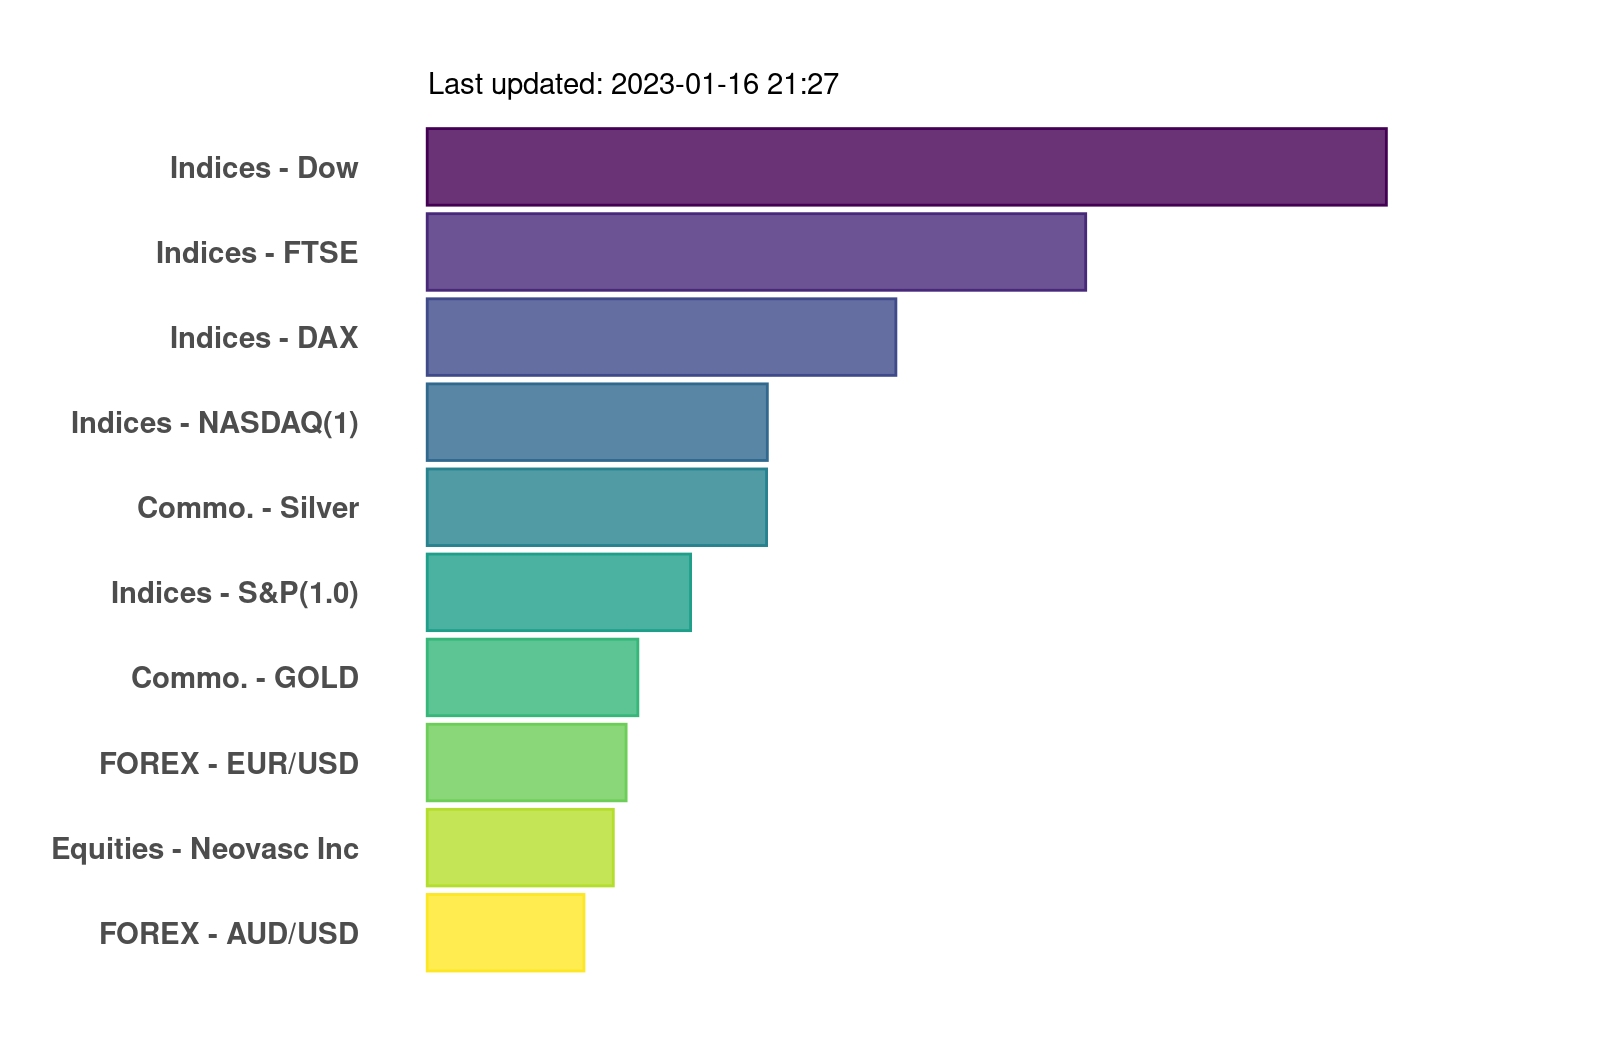 Last updated: 2023-01-16 21:27
Indices - Dow
Indices - FTSE
Indices - DAX
Indices - NASDAQ(1)
Commo. - Silver
Indices - S&P(1.0)
Commo. - GOLD
FOREX - EUR/USD
Equities - Neovasc Inc
FOREX - AUD/USD